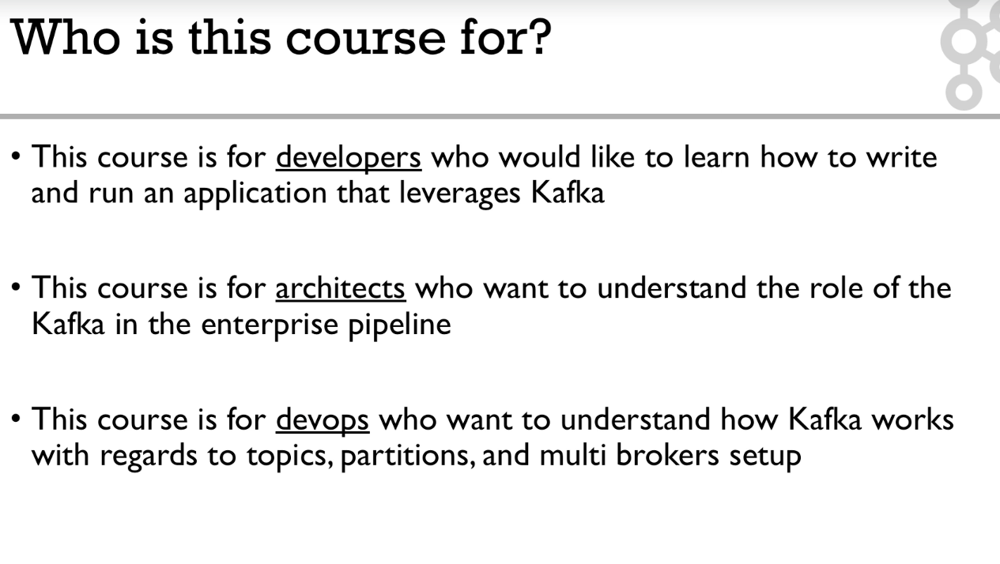 Who is this course for?
• This course is for developers who would like to learn how to write
and run an application that leverages Kafka
• This course is for architects who want to understand the role of the
Kafka in the enterprise pipeline
• This course is for devops who want to understand how Kafka works
with regards to topics, partitions, and multi brokers setup